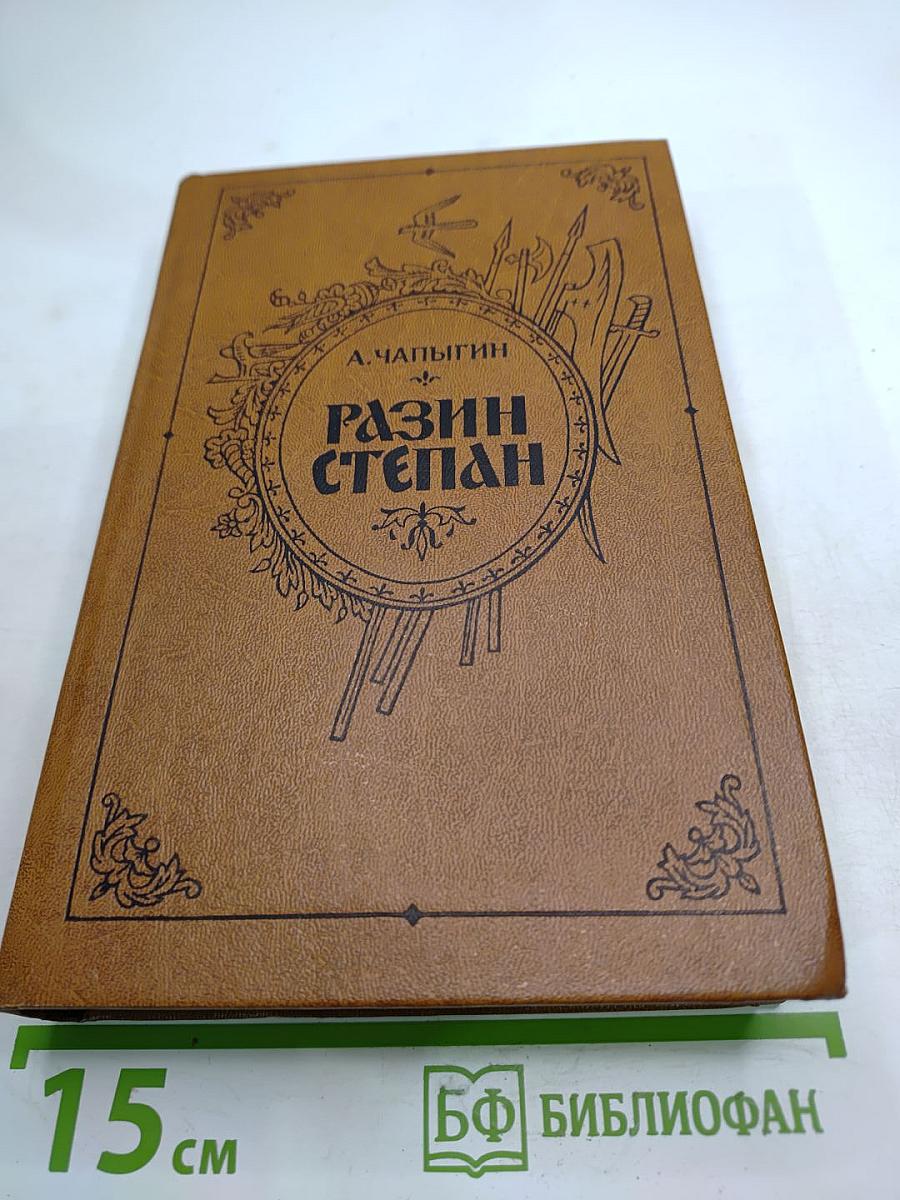 А. ЧАПЫГИН
РАЗИН
СТЕПАН
15 см
БФ БИБЛИОФАН